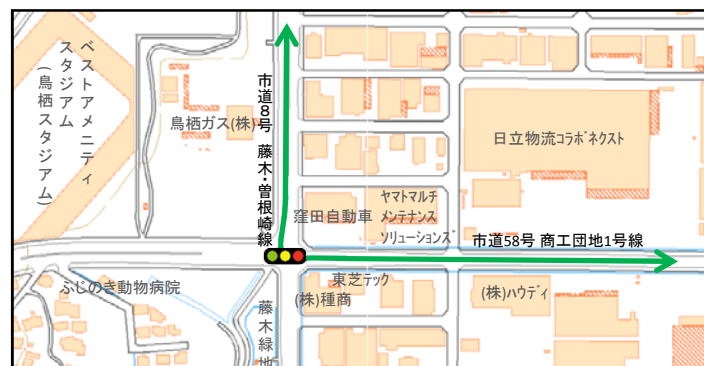 ベストアメニティ
スタジアム
(鳥栖スタジアム)
鳥栖ガス(株)
市道8号 藤木・曽根崎線
日立物流コラボネクスト
窪田自動車
ヤマトマルチ
メンテナンス
ソリューションズ
市道58号 商工団地1号線
ふじのき動物病院
藤木緑地
東芝テック
(株)種商
(株)ハウディ